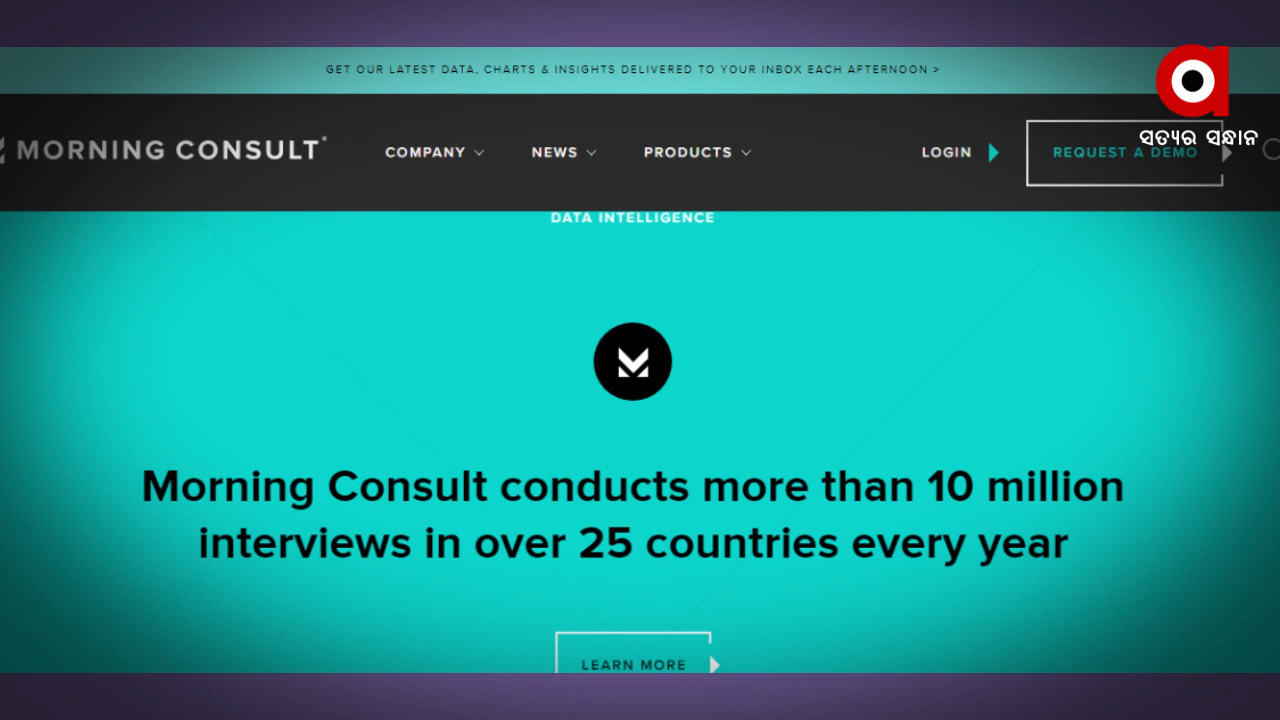 GET OUR LATEST DATA, CHARTS & INSIGHTS DELIVERED TO YOUR INBOX EACH AFTERNOON >
MORNING CONSULT
COMPANY
NEWS
PRODUCTS
LOGIN
REQUEST A DEMO
ସତ୍ୟର ସନ୍ଧାନ
DATA INTELLIGENCE
Morning Consult conducts more than 10 million
interviews in over 25 countries every year
LEARN MORE